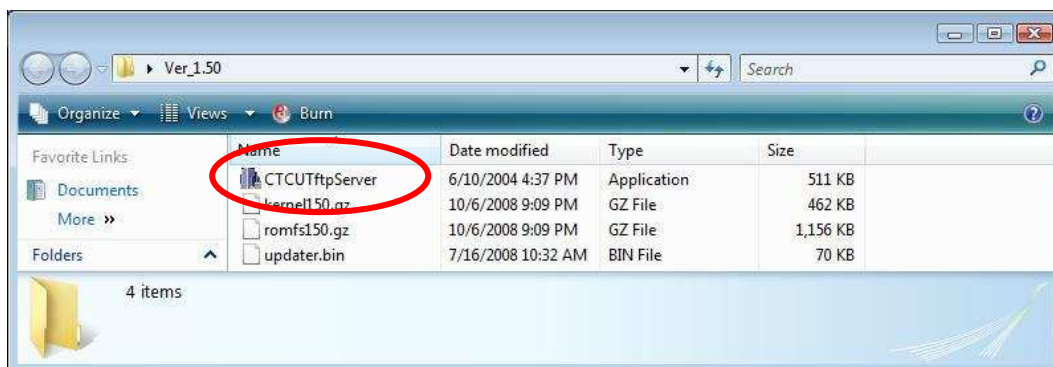 Ver_1.50
Search
Organize Views Burn
Favorite Links
Documents
More »
Folders
Name Date modified Type Size
CTCUTftpServer 6/10/2004 4:37 PM Application 511 KB
kernel150.gz 10/6/2008 9:09 PM GZ File 462 KB
romfs150.gz 10/6/2008 9:09 PM GZ File 1,156 KB
updater.bin 7/16/2008 10:32 AM BIN File 70 KB
4 items